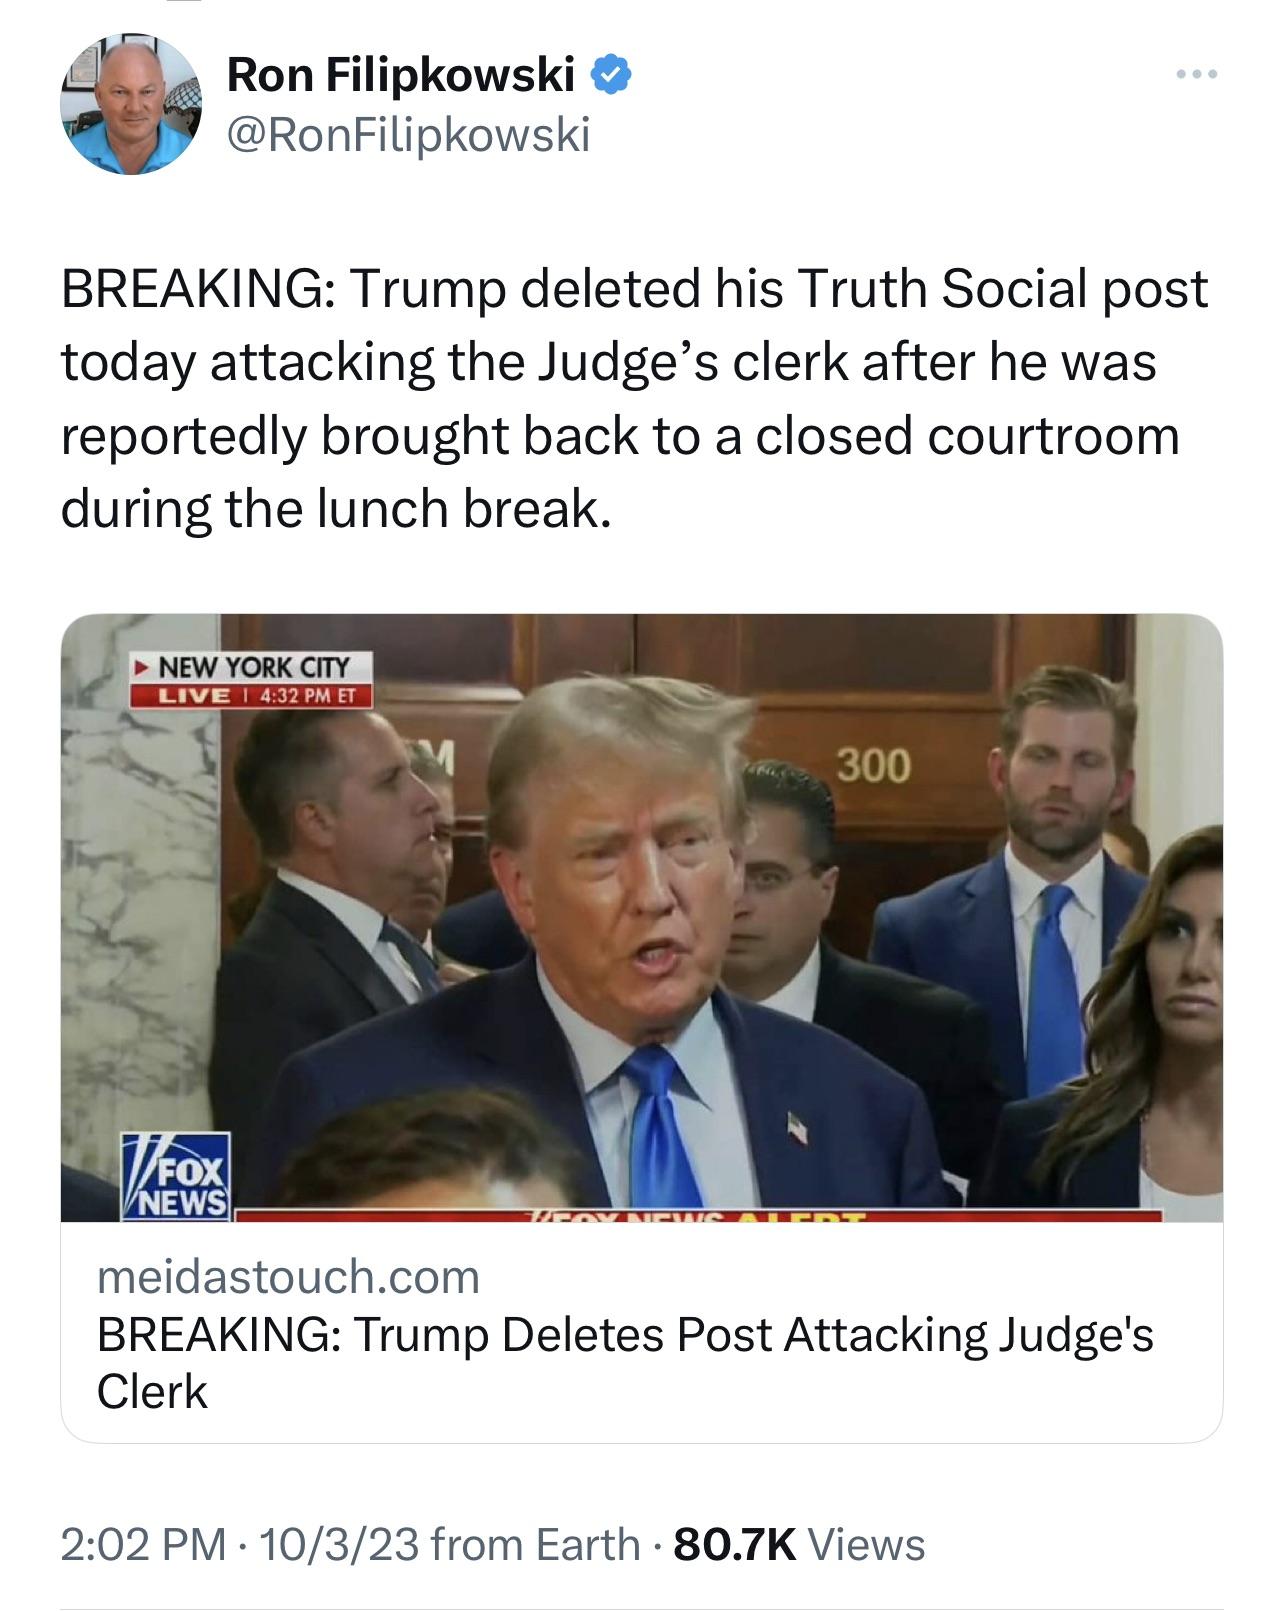 Ron Filipkowski
@RonFilipkowski
BREAKING: Trump deleted his Truth Social post
today attacking the Judge’s clerk after he was
reportedly brought back to a closed courtroom
during the lunch break.
NEW YORK CITY
LIVE | 4:32 PM ET
M
300
FOX
NEWS
FOX NEWS ALERT
meidastouch.com
BREAKING: Trump Deletes Post Attacking Judge's
Clerk
2:02 PM · 10/3/23 from Earth · 80.7K Views